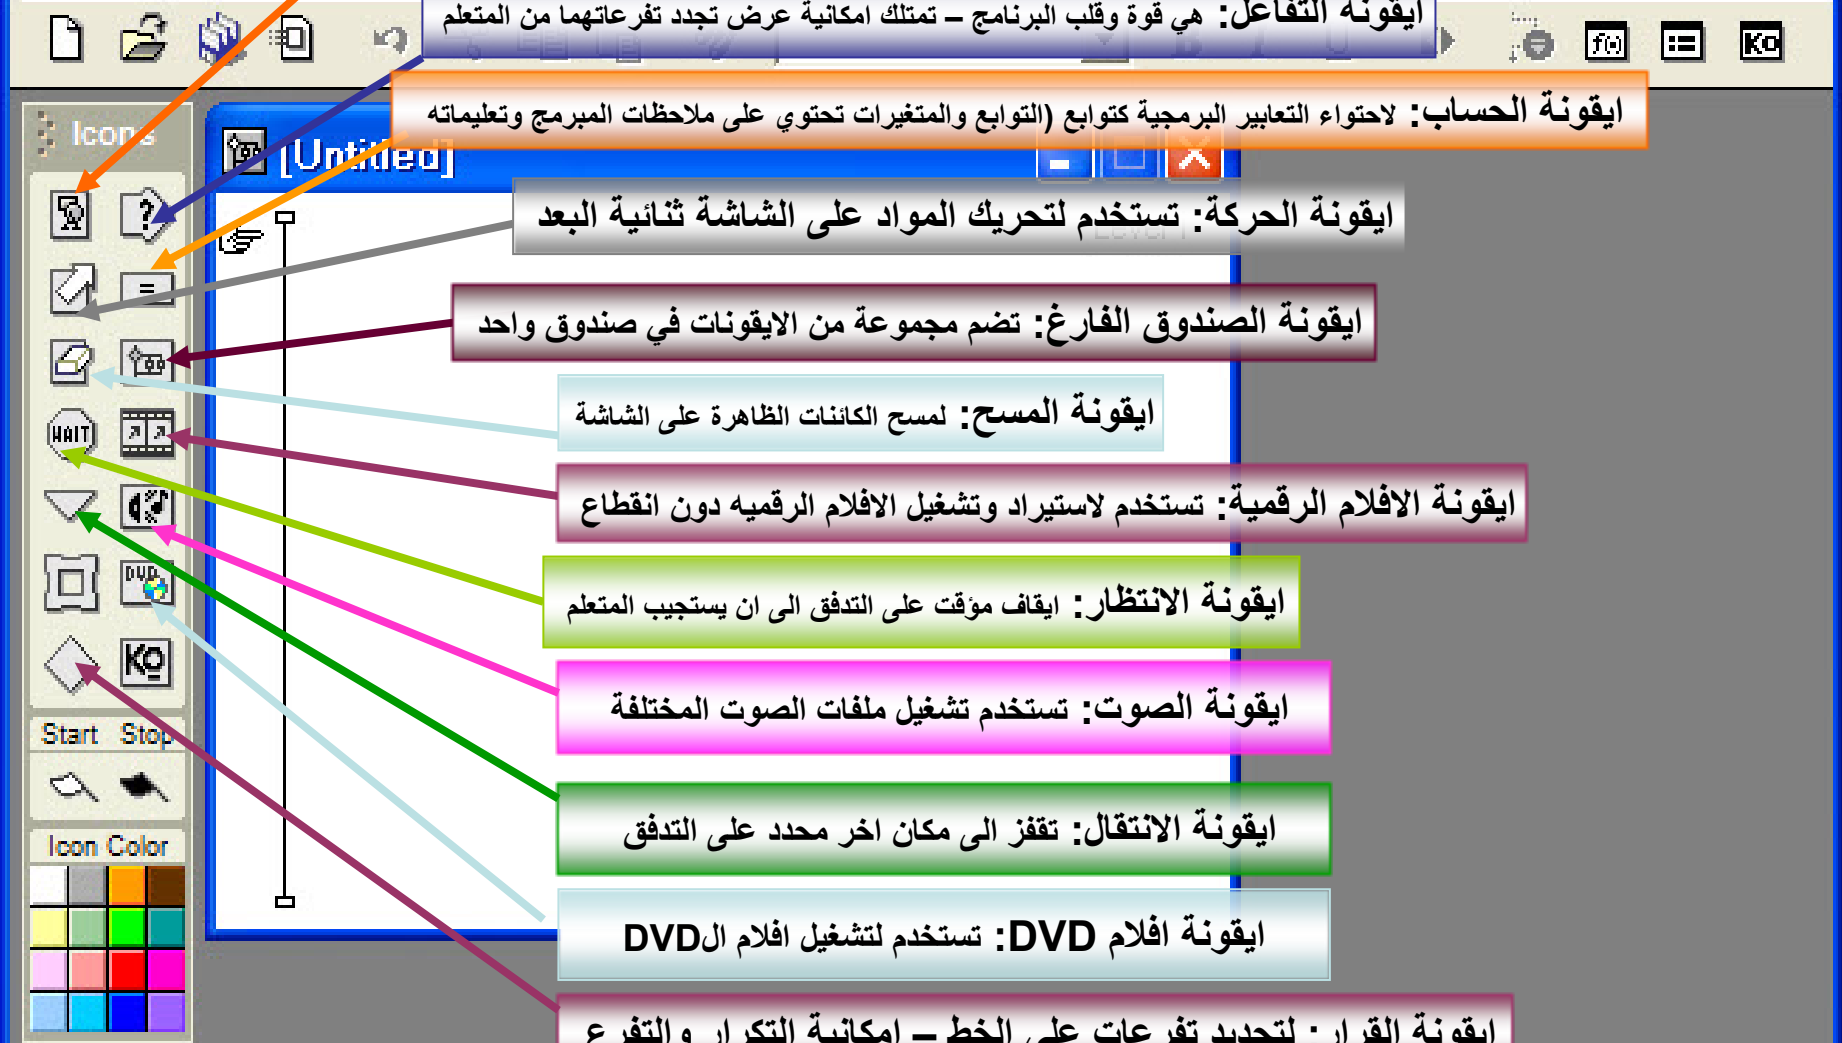 ايقونة التفاعل: هي قوة وقلب البرنامج – تمتلك امكانية عرض تجدد تفرعاتهما من المتعلم
f(x)
KO
ايقونة الحساب: لاحتواء التعابير البرمجية كتوابع (التوابع والمتغيرات تحتوي على ملاحظات المبرمج وتعليماته
Icons
[Untitled]
?
ايقونة الحركة: تستخدم لتحريك المواد على الشاشة ثنائية البعد
=
ايقونة الصندوق الفارغ: تضم مجموعة من الايقونات في صندوق واحد
ايقونة المسح: لمسح الكائنات الظاهرة على الشاشة
WAIT
ايقونة الافلام الرقمية: تستخدم لاستيراد وتشغيل الافلام الرقميه دون انقطاع
DVD
ايقونة الانتظار: ايقاف مؤقت على التدفق الى ان يستجيب المتعلم
KO
ايقونة الصوت: تستخدم تشغيل ملفات الصوت المختلفة
Start Stop
ايقونة الانتقال: تقفز الى مكان اخر محدد على التدفق
Icon Color
ايقونة افلام DVD: تستخدم لتشغيل افلام الDVD
ايقونة القرار: لتحديد تفرعات على الخط – امكانية التكرار والتفرع